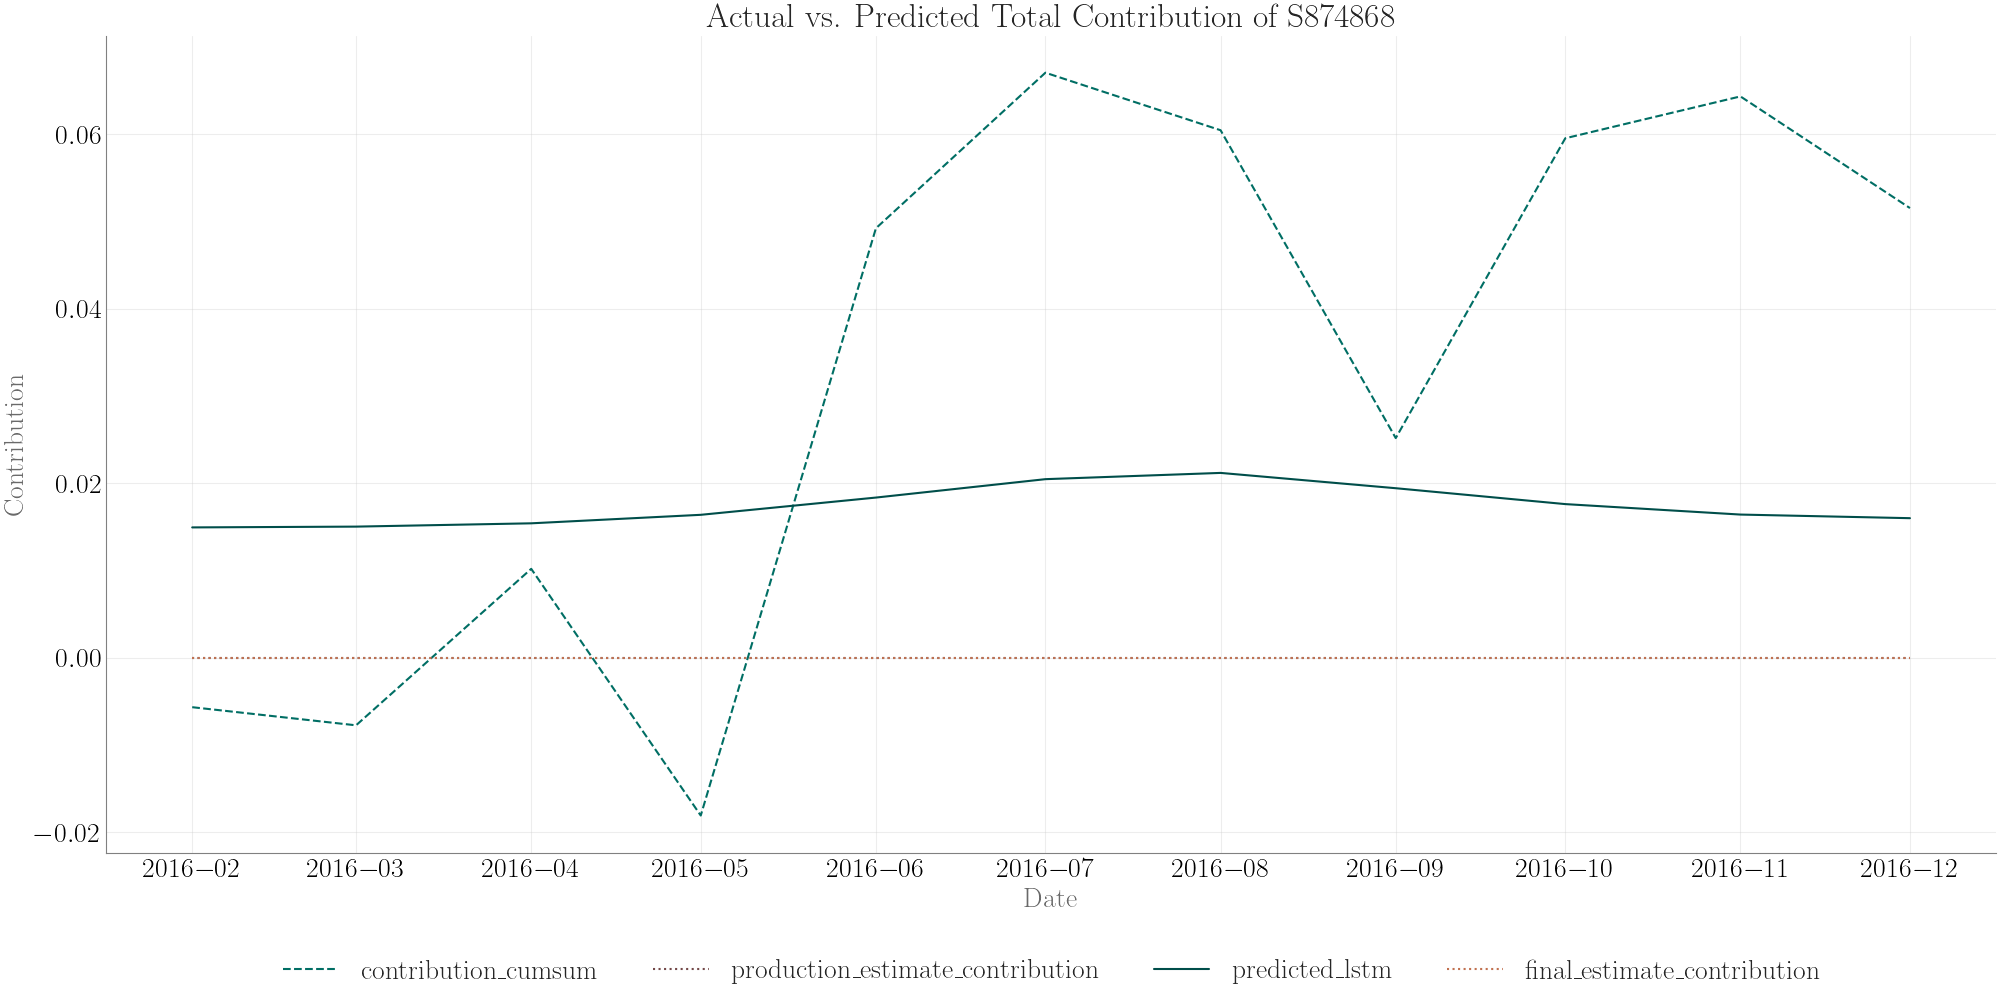 Actual vs. Predicted Total Contribution of S874868
Contribution
0.06
0.04
0.02
0.00
−0.02
2016−02 2016−03 2016−04 2016−05 2016−06 2016−07 2016−08 2016−09 2016−10 2016−11 2016−12
Date
contribution_cumsum production_estimate_contribution predicted_lstm final_estimate_contribution